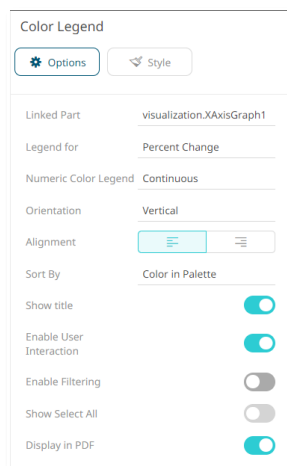 Color Legend
Options
Style
Linked Part visualization.XAxisGraph1
Legend for Percent Change
Numeric Color Legend Continuous
Orientation Vertical
Alignment
Sort By Color in Palette
Show title
Enable User
Interaction
Enable Filtering
Show Select All
Display in PDF